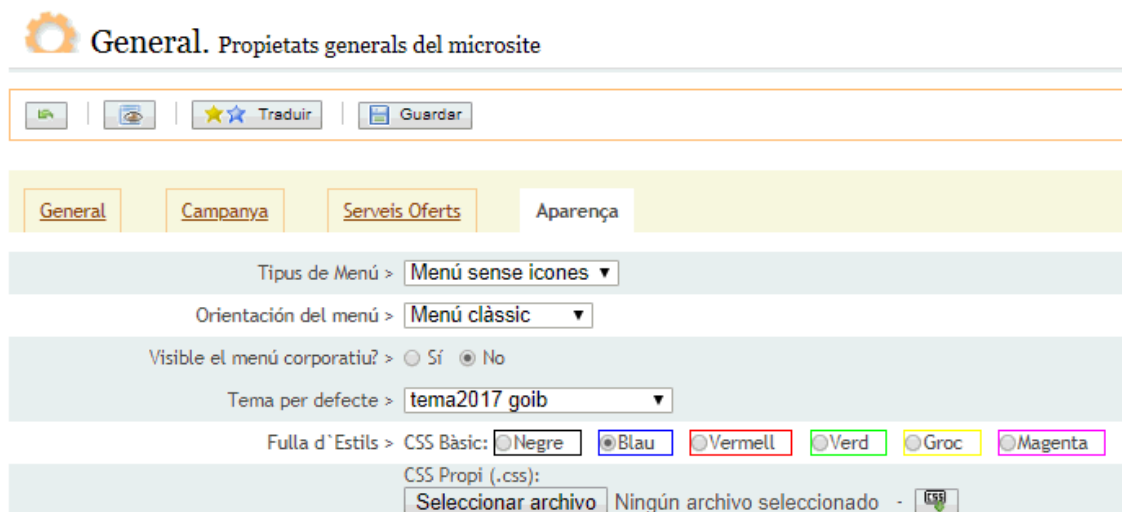 General. Propietats generals del microsite
Traduir Guardar
General Campanya Serveis Oferts Aparença
Tipus de Menú > Menú sense icones
Orientación del menú > Menú clàssic
Visible el menú corporatiu? > Sí No
Tema per defecte > tema2017 goib
Fulla d`Estils > CSS Bàsic: Negre Blau Vermell Verd Groc Magenta
CSS Propi (.css):
Seleccionar archivo Ningún archivo seleccionado - CSS